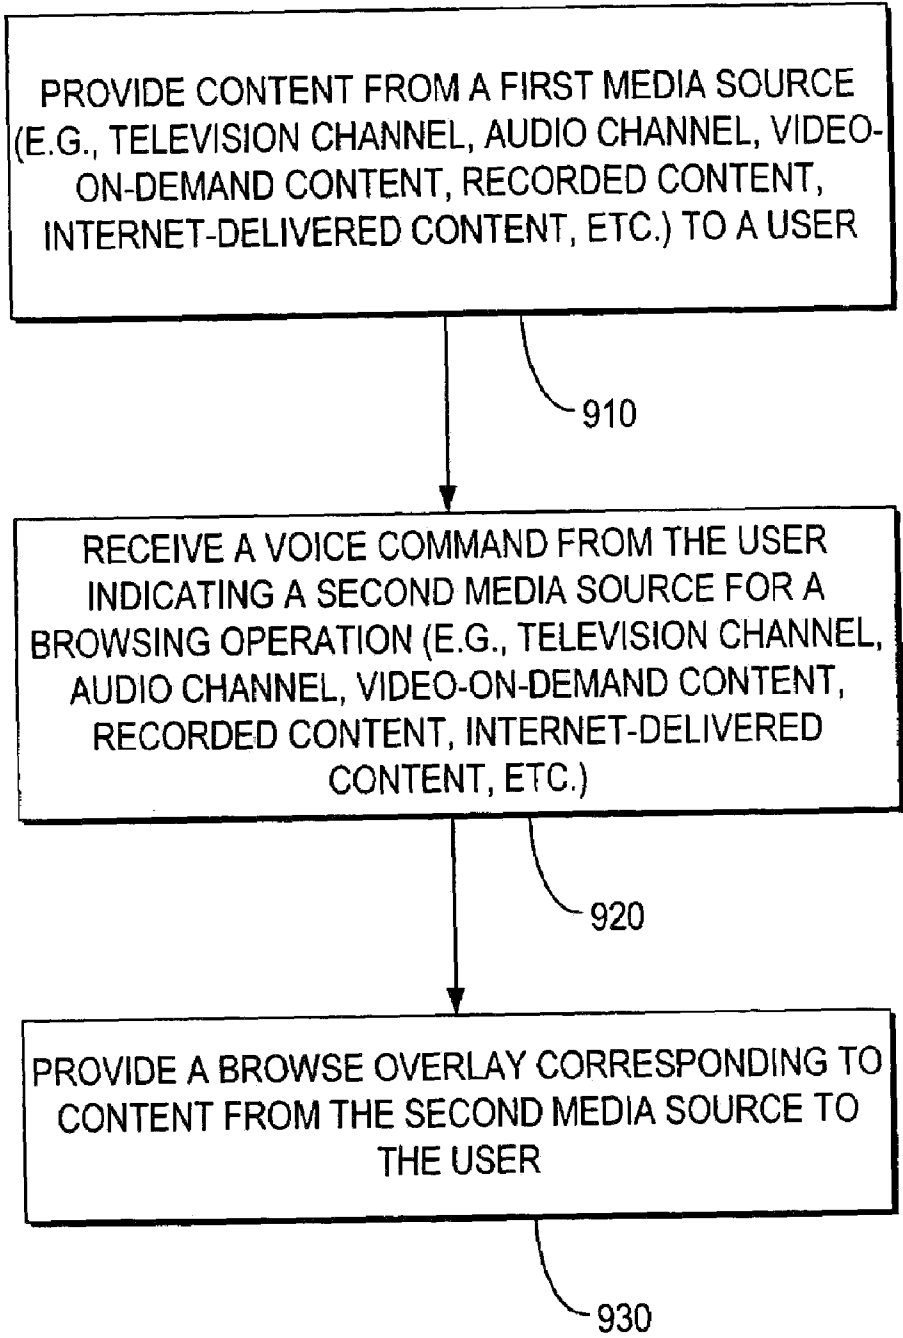 PROVIDE CONTENT FROM A FIRST MEDIA SOURCE
(E.G., TELEVISION CHANNEL, AUDIO CHANNEL, VIDEO-
ON-DEMAND CONTENT, RECORDED CONTENT,
INTERNET-DELIVERED CONTENT, ETC.) TO A USER
910
RECEIVE A VOICE COMMAND FROM THE USER
INDICATING A SECOND MEDIA SOURCE FOR A
BROWSING OPERATION (E.G., TELEVISION CHANNEL,
AUDIO CHANNEL, VIDEO-ON-DEMAND CONTENT,
RECORDED CONTENT, INTERNET-DELIVERED
CONTENT, ETC.)
920
PROVIDE A BROWSE OVERLAY CORRESPONDING TO
CONTENT FROM THE SECOND MEDIA SOURCE TO
THE USER
930